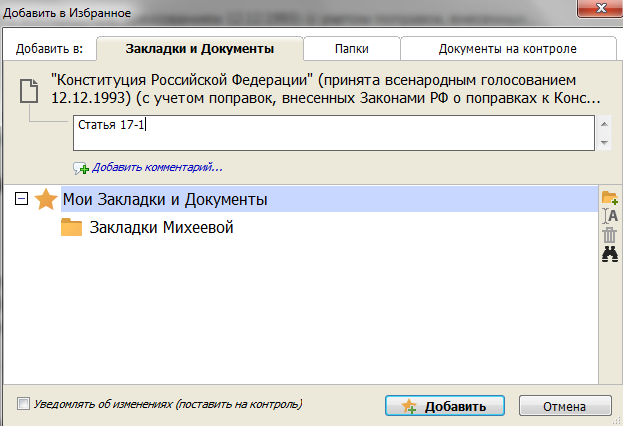 Добавить в Избранное
Добавить в: Закладки и Документы Папки Документы на контроле
"Конституция Российской Федерации" (принята всенародным голосованием
12.12.1993) (с учетом поправок, внесенных Законами РФ о поправках к Конс...
Статья 17-1
Добавить комментарий...
Мои Закладки и Документы
Закладки Михеевой
Уведомлять об изменениях (поставить на контроль) Добавить Отмена